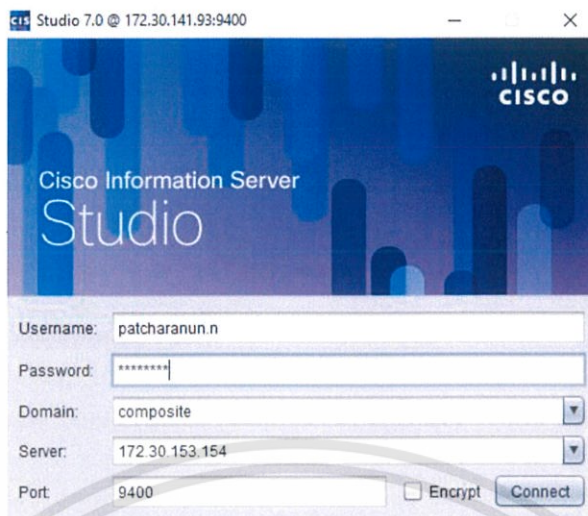 CIS Studio 7.0 @ 172.30.141.93:9400
CISCO
Cisco Information Server
Studio
Username: patcharanun.n
Password: ********
Domain: composite
Server: 172.30.153.154
Port: 9400 Encrypt Connect